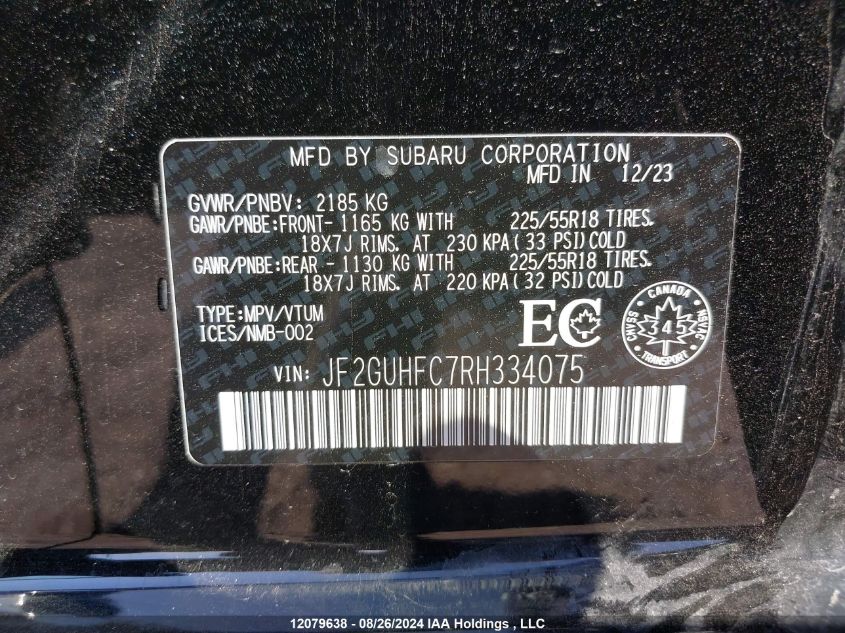 MFD BY SUBARU CORPORATION
MFD IN 12/23
GVWR/PNBV: 2185 KG
GAWR/PNBE:FRONT- 1165 KG WITH 225/55R18 TIRES.
18X7J RIMS. AT 230 KPA(33 PSI)COLD
GAWR/PNBE:REAR - 1130 KG WITH 225/55R18 TIRES.
18X7J RIMS. AT 220 KPA(32 PSI)COLD
TYPE:MPV/VTUM
ICES/NMB-002
EC
CANADA
CMVSS
345
NSVAC
TRANSPORT
VIN: JF2GUHFC7RH334075
FHI
12079638 - 08/26/2024 IAA Holdings , LLC